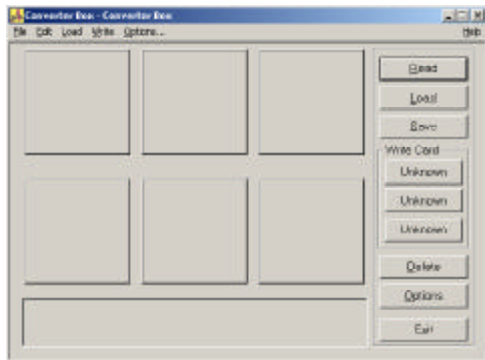 Converter Box - Converter Box
File Edit Load Write Options... Help
Read
Load
Save
Write Card
Unknown
Unknown
Unknown
Delete
Options
Exit